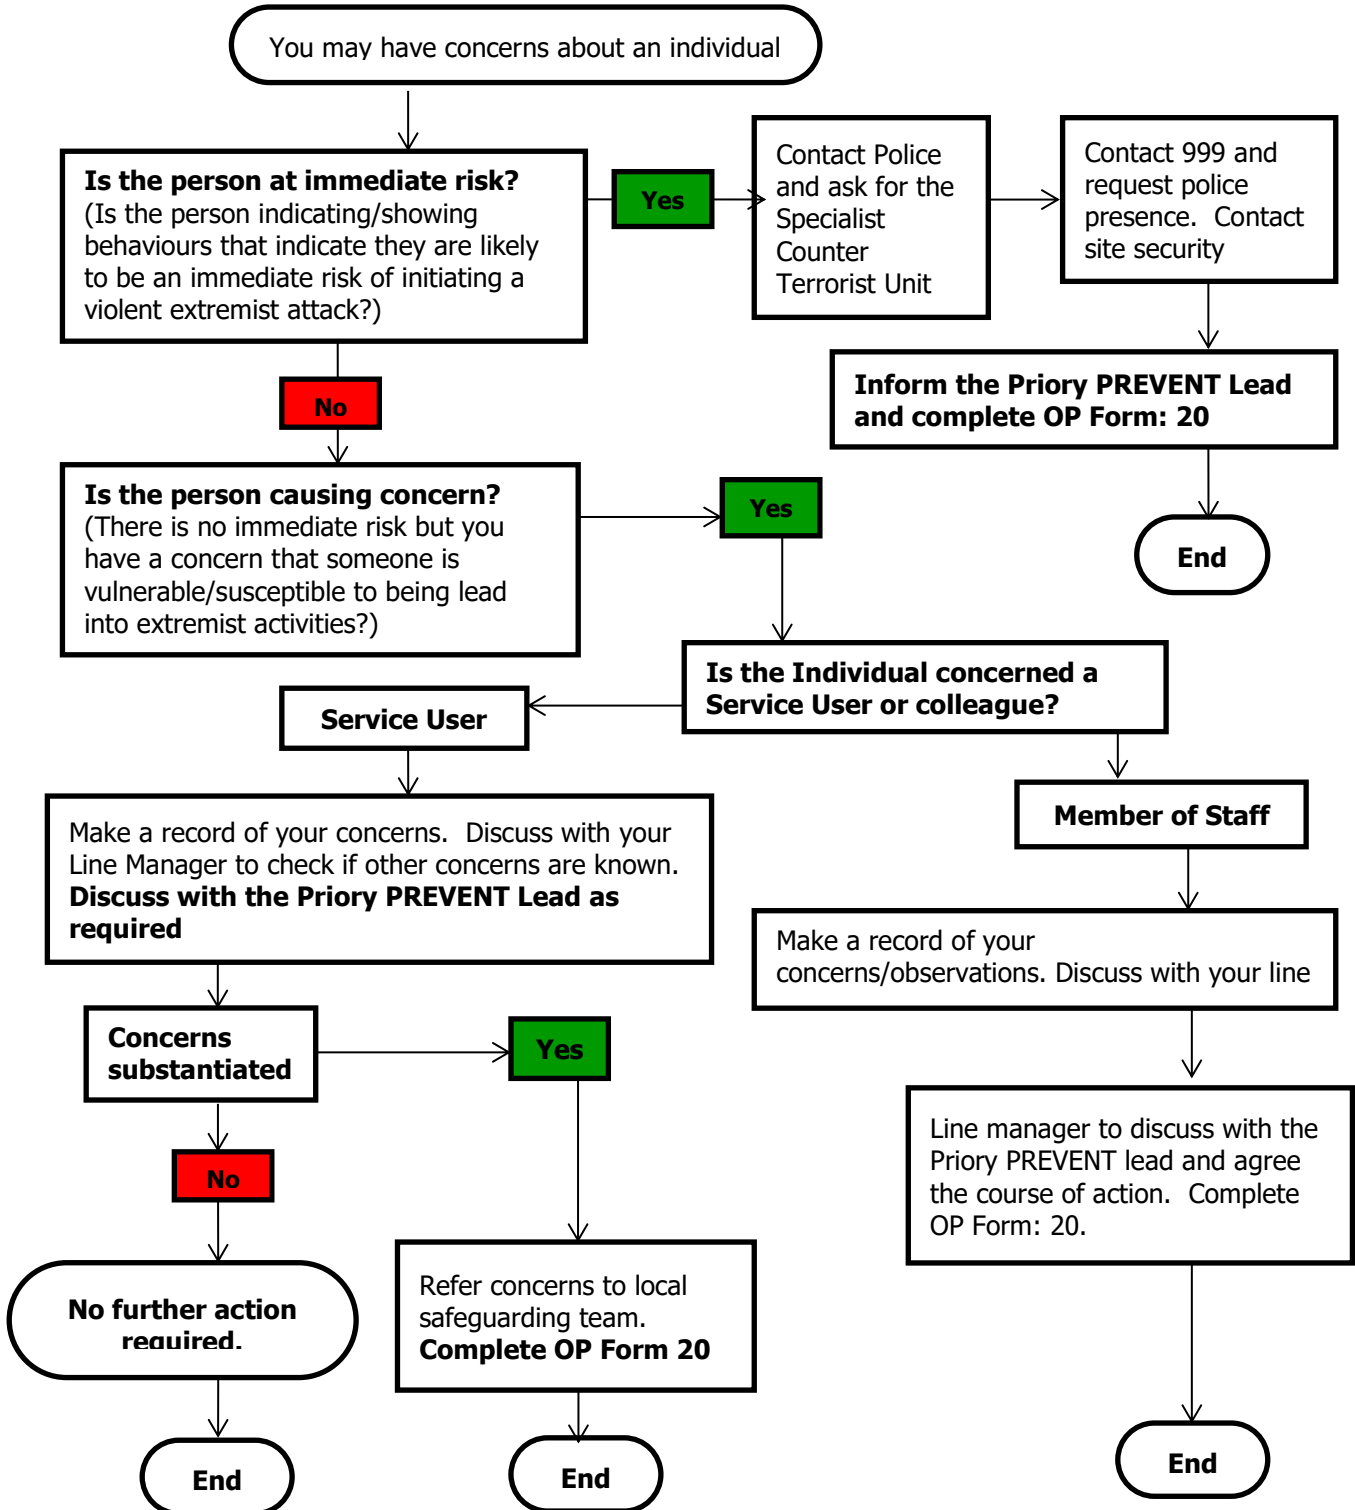 You may have concerns about an individual
Is the person at immediate risk?
(Is the person indicating/showing
behaviours that indicate they are likely
to be an immediate risk of initiating a
violent extremist attack?)
Yes
Contact Police
and ask for the
Specialist
Counter
Terrorist Unit
Contact 999 and
request police
presence.  Contact
site security
Inform the Priory PREVENT Lead
and complete OP Form: 20
End
No
Is the person causing concern?
(There is no immediate risk but you
have a concern that someone is
vulnerable/susceptible to being lead
into extremist activities?)
Yes
Is the Individual concerned a
Service User or colleague?
Service User
Make a record of your concerns.  Discuss with your
Line Manager to check if other concerns are known.
Discuss with the Priory PREVENT Lead as
required
Concerns
substantiated
Yes
No
No further action
required.
End
Refer concerns to local
safeguarding team.
Complete OP Form 20
End
Member of Staff
Make a record of your
concerns/observations. Discuss with your line
Line manager to discuss with the
Priory PREVENT lead and agree
the course of action.  Complete
OP Form: 20.
End